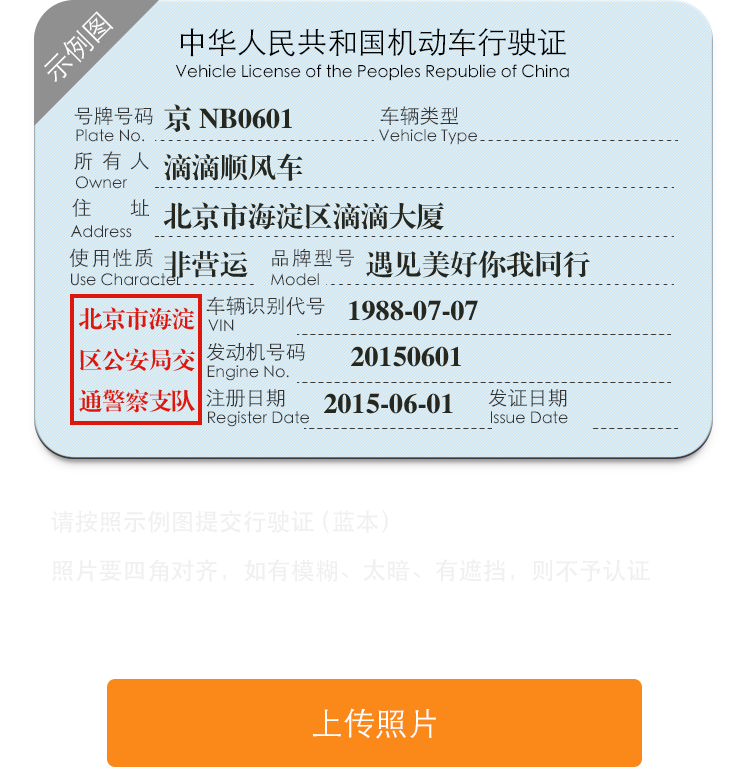 示例图
中华人民共和国机动车行驶证
Vehicle License of the Peoples Republie of China
号牌号码 京 NB0601 车辆类型
Plate No. Vehicle Type
所有人 滴滴顺风车
Owner
住 址 北京市海淀区滴滴大厦
Address
使用性质 非营运 品牌型号 遇见美好你我同行
Use Character Model
北京市海淀
区公安局交
通警察支队
车辆识别代号 1988-07-07
VIN
发动机号码 20150601
Engine No.
注册日期 2015-06-01 发证日期
Register Date Issue Date
请按照示例图提交行驶证（蓝本）
照片要四角对齐，如有模糊、太暗、有遮挡，则不予认证
上传照片